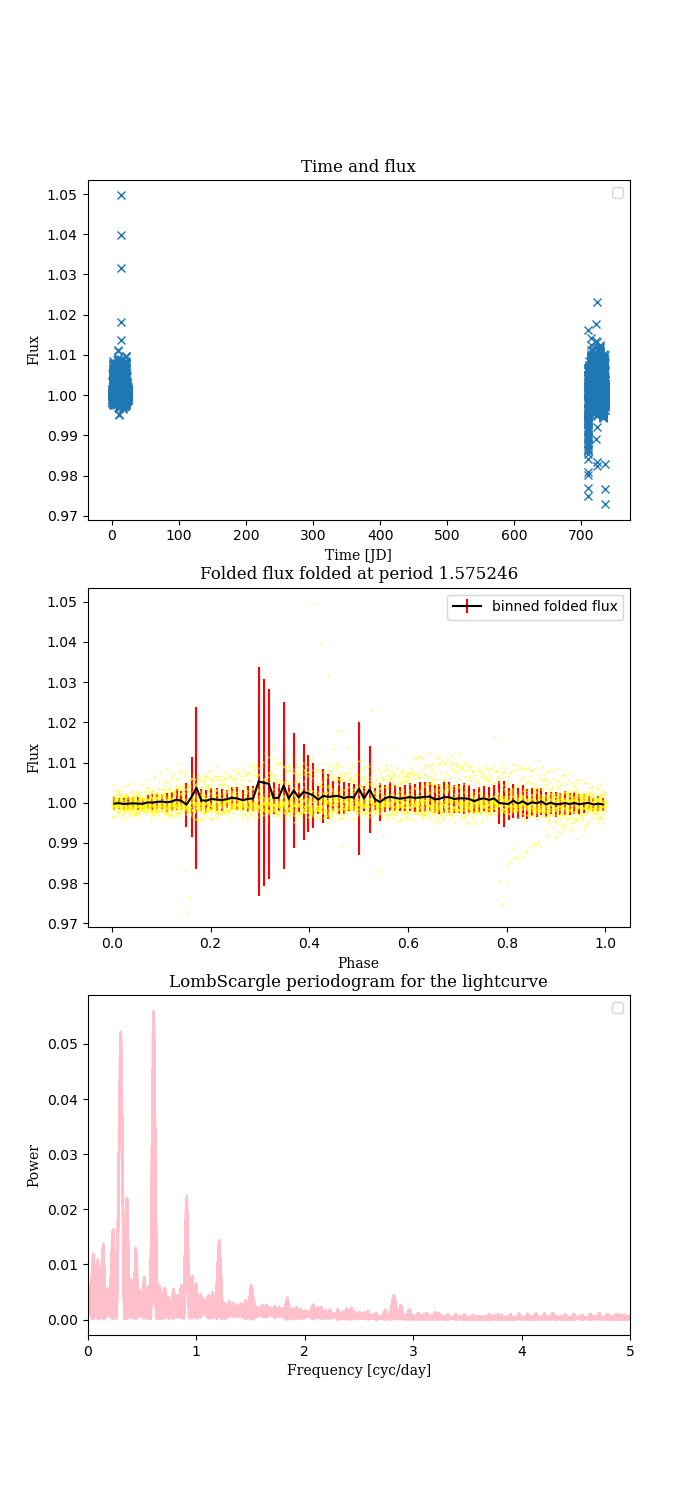 Time and flux
1.05
1.04
1.03
1.02
1.01
1.00
0.99
0.98
0.97
Flux
0 100 200 300 400 500 600 700
Time [JD]
Folded flux folded at period 1.575246
binned folded flux
1.05
1.04
1.03
1.02
1.01
1.00
0.99
0.98
0.97
Flux
0.0 0.2 0.4 0.6 0.8 1.0
Phase
LombScargle periodogram for the lightcurve
0.05
0.04
0.03
0.02
0.01
0.00
Power
0 1 2 3 4 5
Frequency [cyc/day]